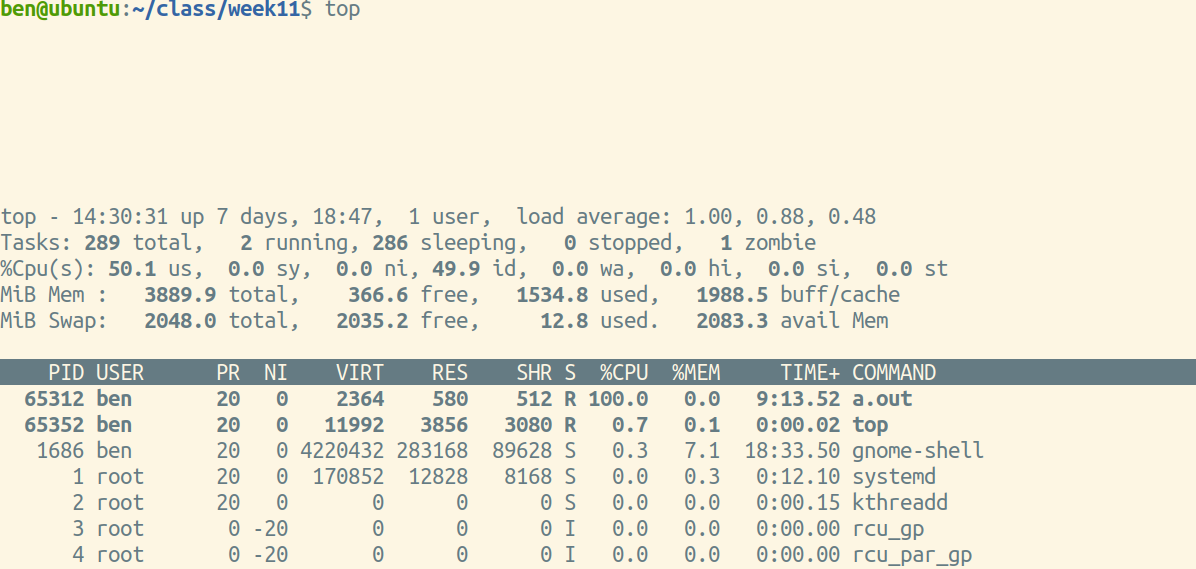 ben@ubuntu:~/class/week11$ top
top - 14:30:31 up 7 days, 18:47,  1 user,  load average: 1.00, 0.88, 0.48
Tasks: 289 total,   2 running, 286 sleeping,   0 stopped,   1 zombie
%Cpu(s): 50.1 us,  0.0 sy,  0.0 ni, 49.9 id,  0.0 wa,  0.0 hi,  0.0 si,  0.0 st
MiB Mem :   3889.9 total,    366.6 free,   1534.8 used,   1988.5 buff/cache
MiB Swap:   2048.0 total,   2035.2 free,     12.8 used.   2083.3 avail Mem
    PID USER      PR  NI    VIRT    RES    SHR S  %CPU  %MEM     TIME+ COMMAND
  65312 ben       20   0    2364    580    512 R 100.0   0.0   9:13.52 a.out
  65352 ben       20   0   11992   3856   3080 R   0.7   0.1   0:00.02 top
   1686 ben       20   0 4220432 283168  89628 S   0.3   7.1  18:33.50 gnome-shell
      1 root      20   0  170852  12828   8168 S   0.0   0.3   0:12.10 systemd
      2 root      20   0       0      0      0 S   0.0   0.0   0:00.15 kthreadd
      3 root       0 -20       0      0      0 I   0.0   0.0   0:00.00 rcu_gp
      4 root       0 -20       0      0      0 I   0.0   0.0   0:00.00 rcu_par_gp